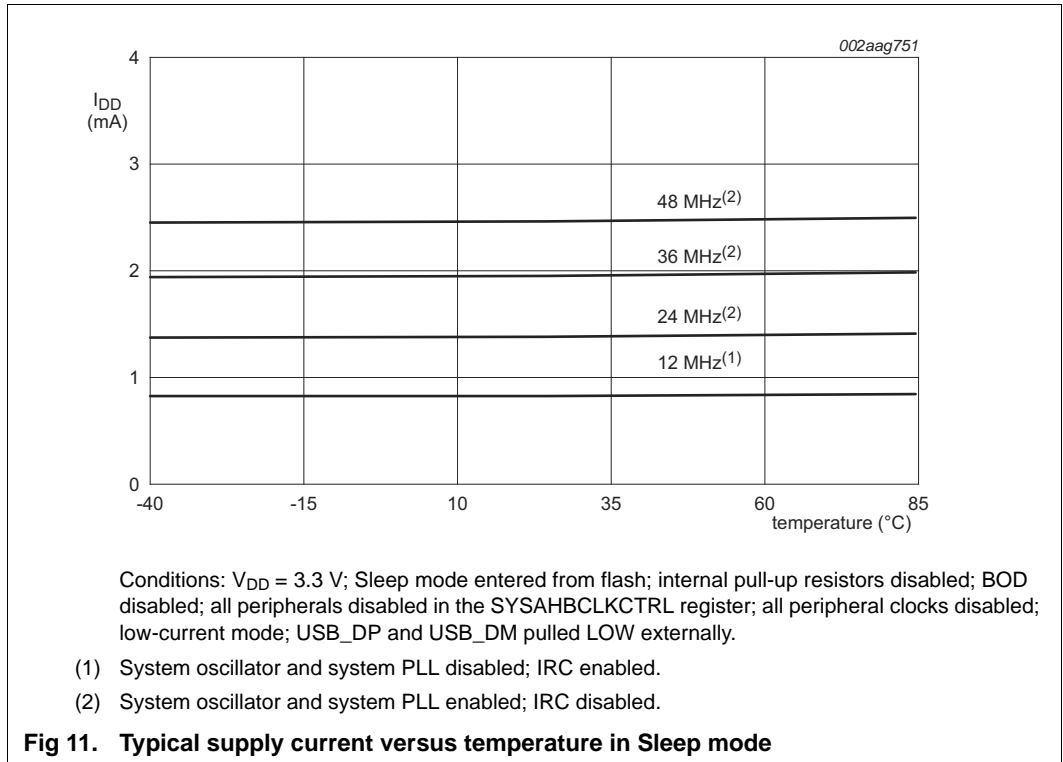 002aag751
4
I_DD
(mA)
3
48 MHz(2)
36 MHz(2)
2
24 MHz(2)
12 MHz(1)
1
0
-40 -15 10 35 60 85
temperature (°C)
Conditions: V_DD = 3.3 V; Sleep mode entered from flash; internal pull-up resistors disabled; BOD
disabled; all peripherals disabled in the SYSAHBCLKCTRL register; all peripheral clocks disabled;
low-current mode; USB_DP and USB_DM pulled LOW externally.
(1) System oscillator and system PLL disabled; IRC enabled.
(2) System oscillator and system PLL enabled; IRC disabled.
Fig 11. Typical supply current versus temperature in Sleep mode